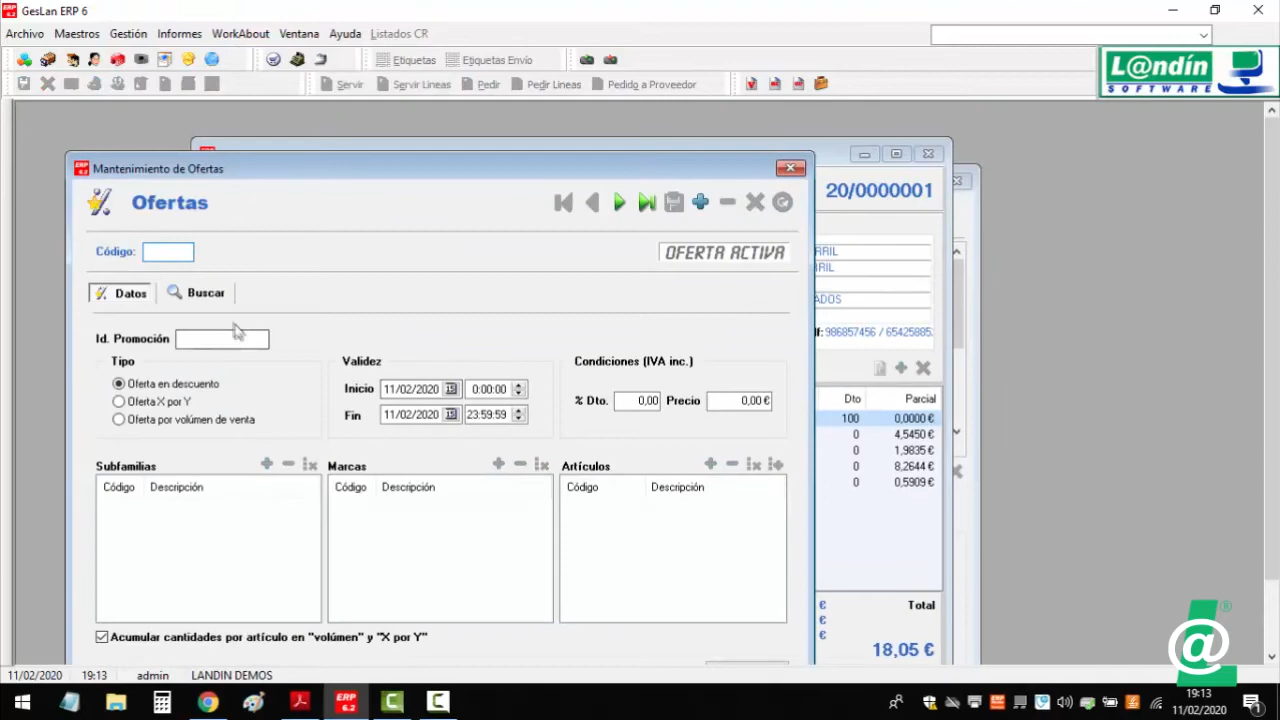 GesLan ERP 6
Archivo Maestros Gestión Informes WorkAbout Ventana Ayuda Listados CR
Etiquetas Etiquetas Envío
Servir Servir Lineas Pedir Pedir Lineas Pedido a Proveedor
L@ndín
SOFTWARE
Mantenimiento de Ofertas
Ofertas
20/0000001
Código:
OFERTA ACTIVA
RRIL
RIL
Datos Buscar
ADOS
lf: 986857456 / 65425885
Id. Promoción
Tipo Validez Condiciones (IVA inc.)
Oferta en descuento Inicio 11/02/2020 0:00:00
Oferta X por Y % Dto. 0,00 Precio 0,00 €
Oferta por volúmen de venta Fin 11/02/2020 23:59:59
Dto Parcial
100 0,0000 €
0 4,5450 €
0 1,9835 €
0 8,2644 €
0 0,5909 €
Subfamilias Marcas Artículos
Código Descripción Código Descripción Código Descripción
€ Total
€
€
18,05 €
Acumular cantidades por artículo en "volúmen" y "X por Y"
11/02/2020 19:13 admin LANDIN DEMOS
ERP
6.2
19:13
11/02/2020